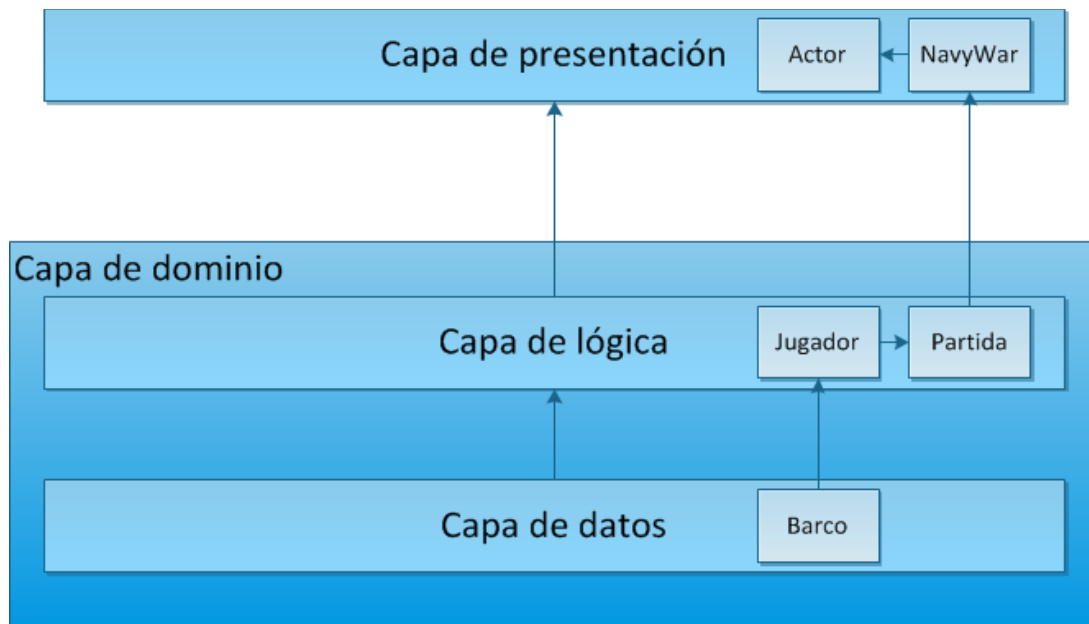 Capa de presentación
Actor
NavyWar
Capa de dominio
Capa de lógica
Jugador
Partida
Capa de datos
Barco